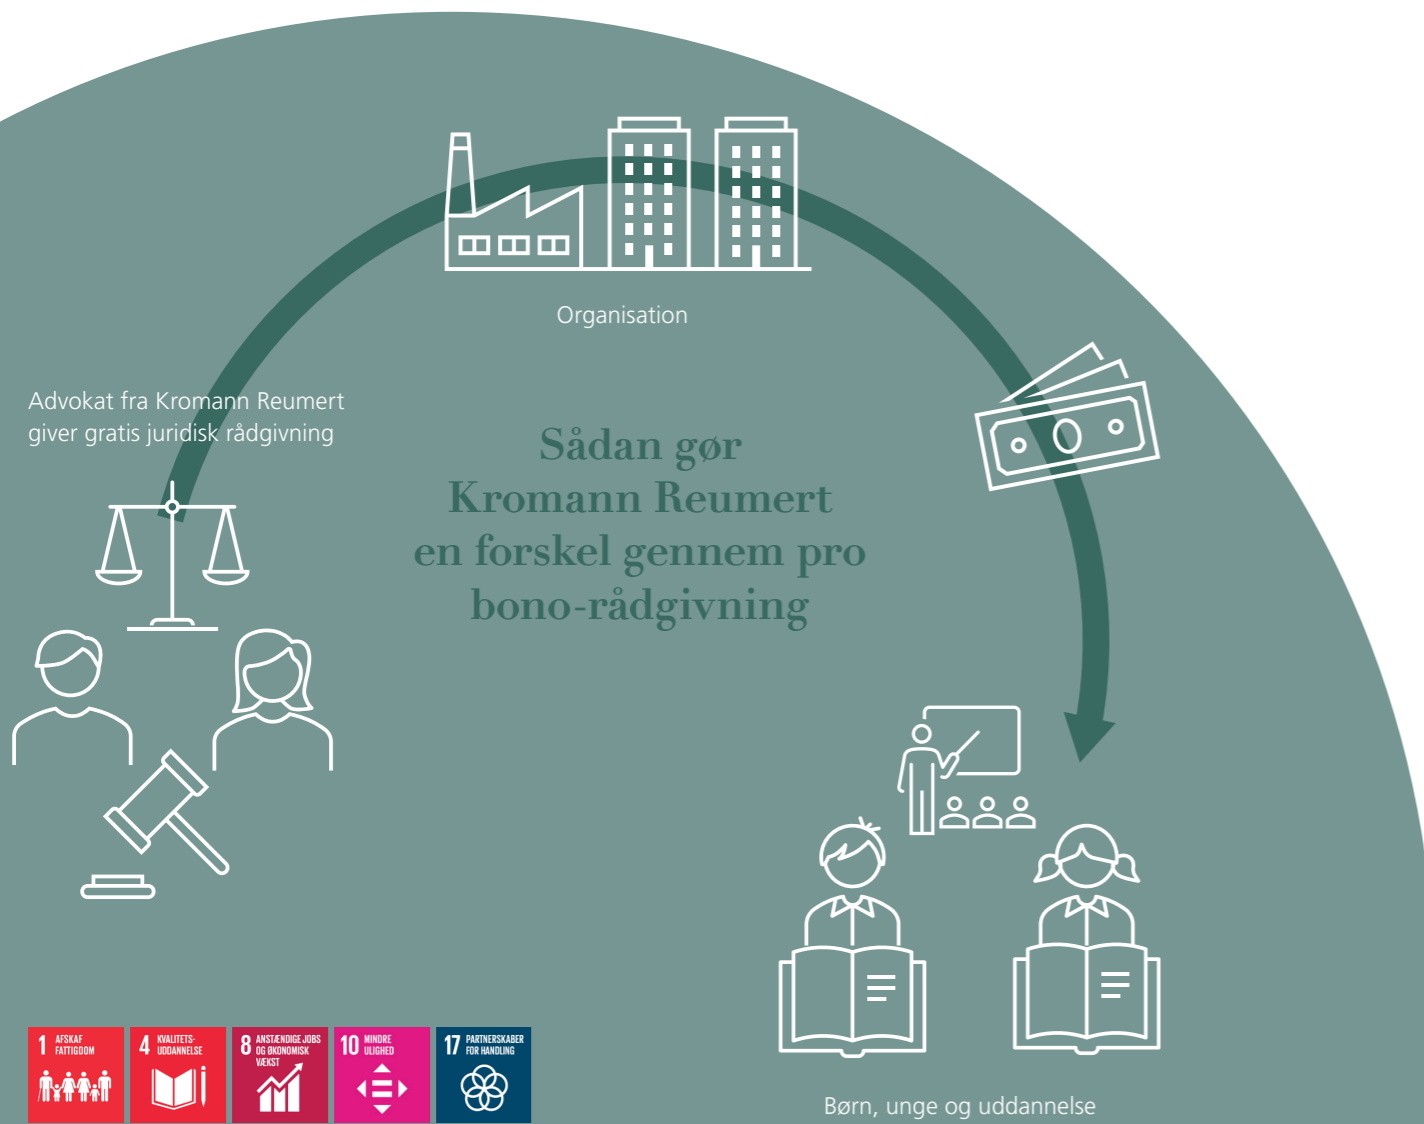 Organisation
Advokat fra Kromann Reumert
giver gratis juridisk rådgivning
Sådan gør
Kromann Reumert
en forskel gennem pro
bono-rådgivning
1 AFSKAF
FATTIGDOM
4 KVALITETS-
UDDANNELSE
8 ANSTÆNDIGE JOBS
OG ØKONOMISK
VÆKST
10 MINDRE
ULIGHED
17 PARTNERSKABER
FOR HANDLING
Børn, unge og uddannelse